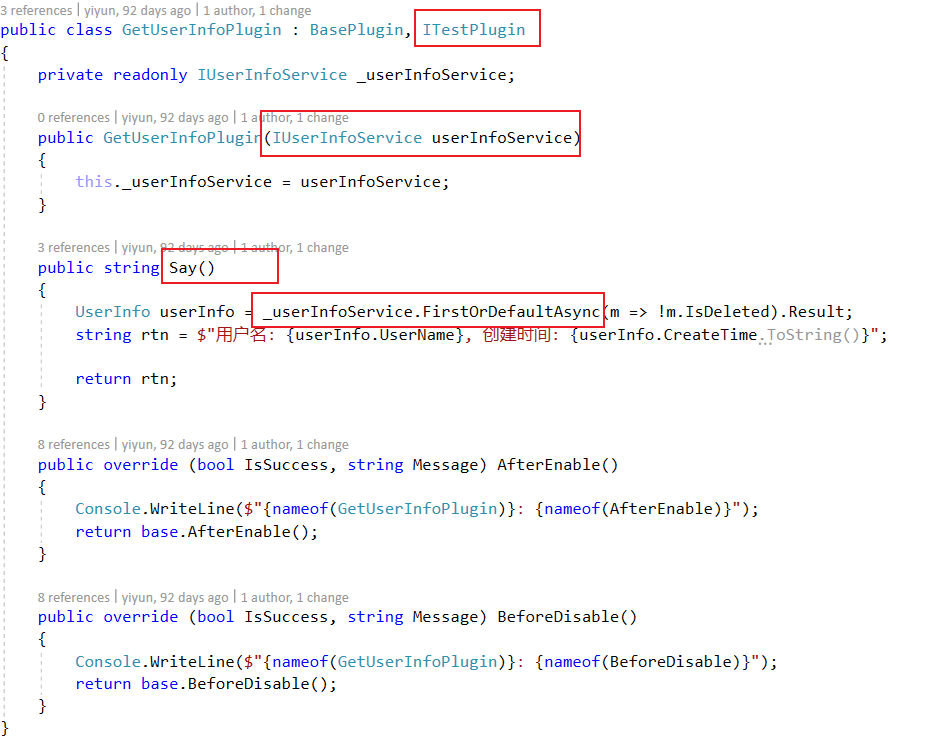 3 references | yiyun, 92 days ago | 1 author, 1 change
public class GetUserInfoPlugin : BasePlugin, ITestPlugin
{
private readonly IUserInfoService _userInfoService;
0 references | yiyun, 92 days ago | 1 author, 1 change
public GetUserInfoPlugin(IUserInfoService userInfoService)
{
this._userInfoService = userInfoService;
}
3 references | yiyun, 92 days ago | 1 author, 1 change
public string Say()
{
UserInfo userInfo = _userInfoService.FirstOrDefaultAsync(m => !m.IsDeleted).Result;
string rtn = $"用户名: {userInfo.UserName}, 创建时间: {userInfo.CreateTime.ToString()}";
return rtn;
}
8 references | yiyun, 92 days ago | 1 author, 1 change
public override (bool IsSuccess, string Message) AfterEnable()
{
Console.WriteLine($"{nameof(GetUserInfoPlugin)}: {nameof(AfterEnable)}");
return base.AfterEnable();
}
8 references | yiyun, 92 days ago | 1 author, 1 change
public override (bool IsSuccess, string Message) BeforeDisable()
{
Console.WriteLine($"{nameof(GetUserInfoPlugin)}: {nameof(BeforeDisable)}");
return base.BeforeDisable();
}
}